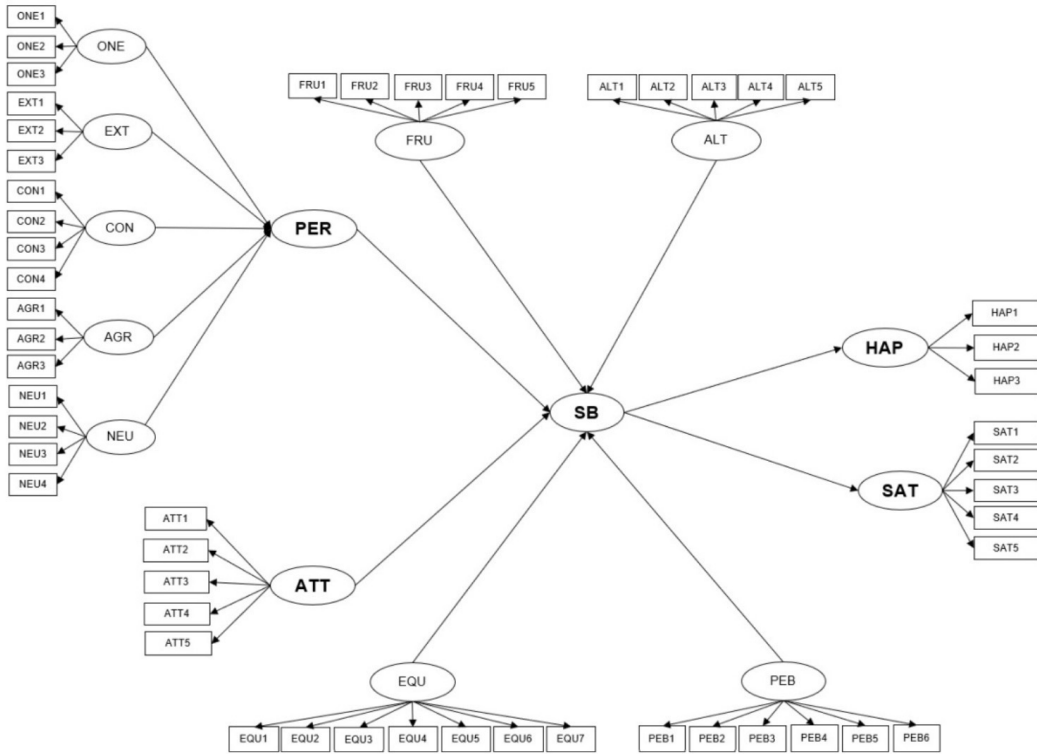 ONE1
ONE2
ONE3
ONE
EXT1
EXT2
EXT3
EXT
CON1
CON2
CON3
CON4
CON
AGR1
AGR2
AGR3
AGR
NEU1
NEU2
NEU3
NEU4
NEU
PER
FRU1
FRU2
FRU3
FRU4
FRU5
FRU
ALT1
ALT2
ALT3
ALT4
ALT5
ALT
SB
HAP
HAP1
HAP2
HAP3
SAT
SAT1
SAT2
SAT3
SAT4
SAT5
ATT1
ATT2
ATT3
ATT4
ATT5
ATT
EQU
EQU1
EQU2
EQU3
EQU4
EQU5
EQU6
EQU7
PEB
PEB1
PEB2
PEB3
PEB4
PEB5
PEB6